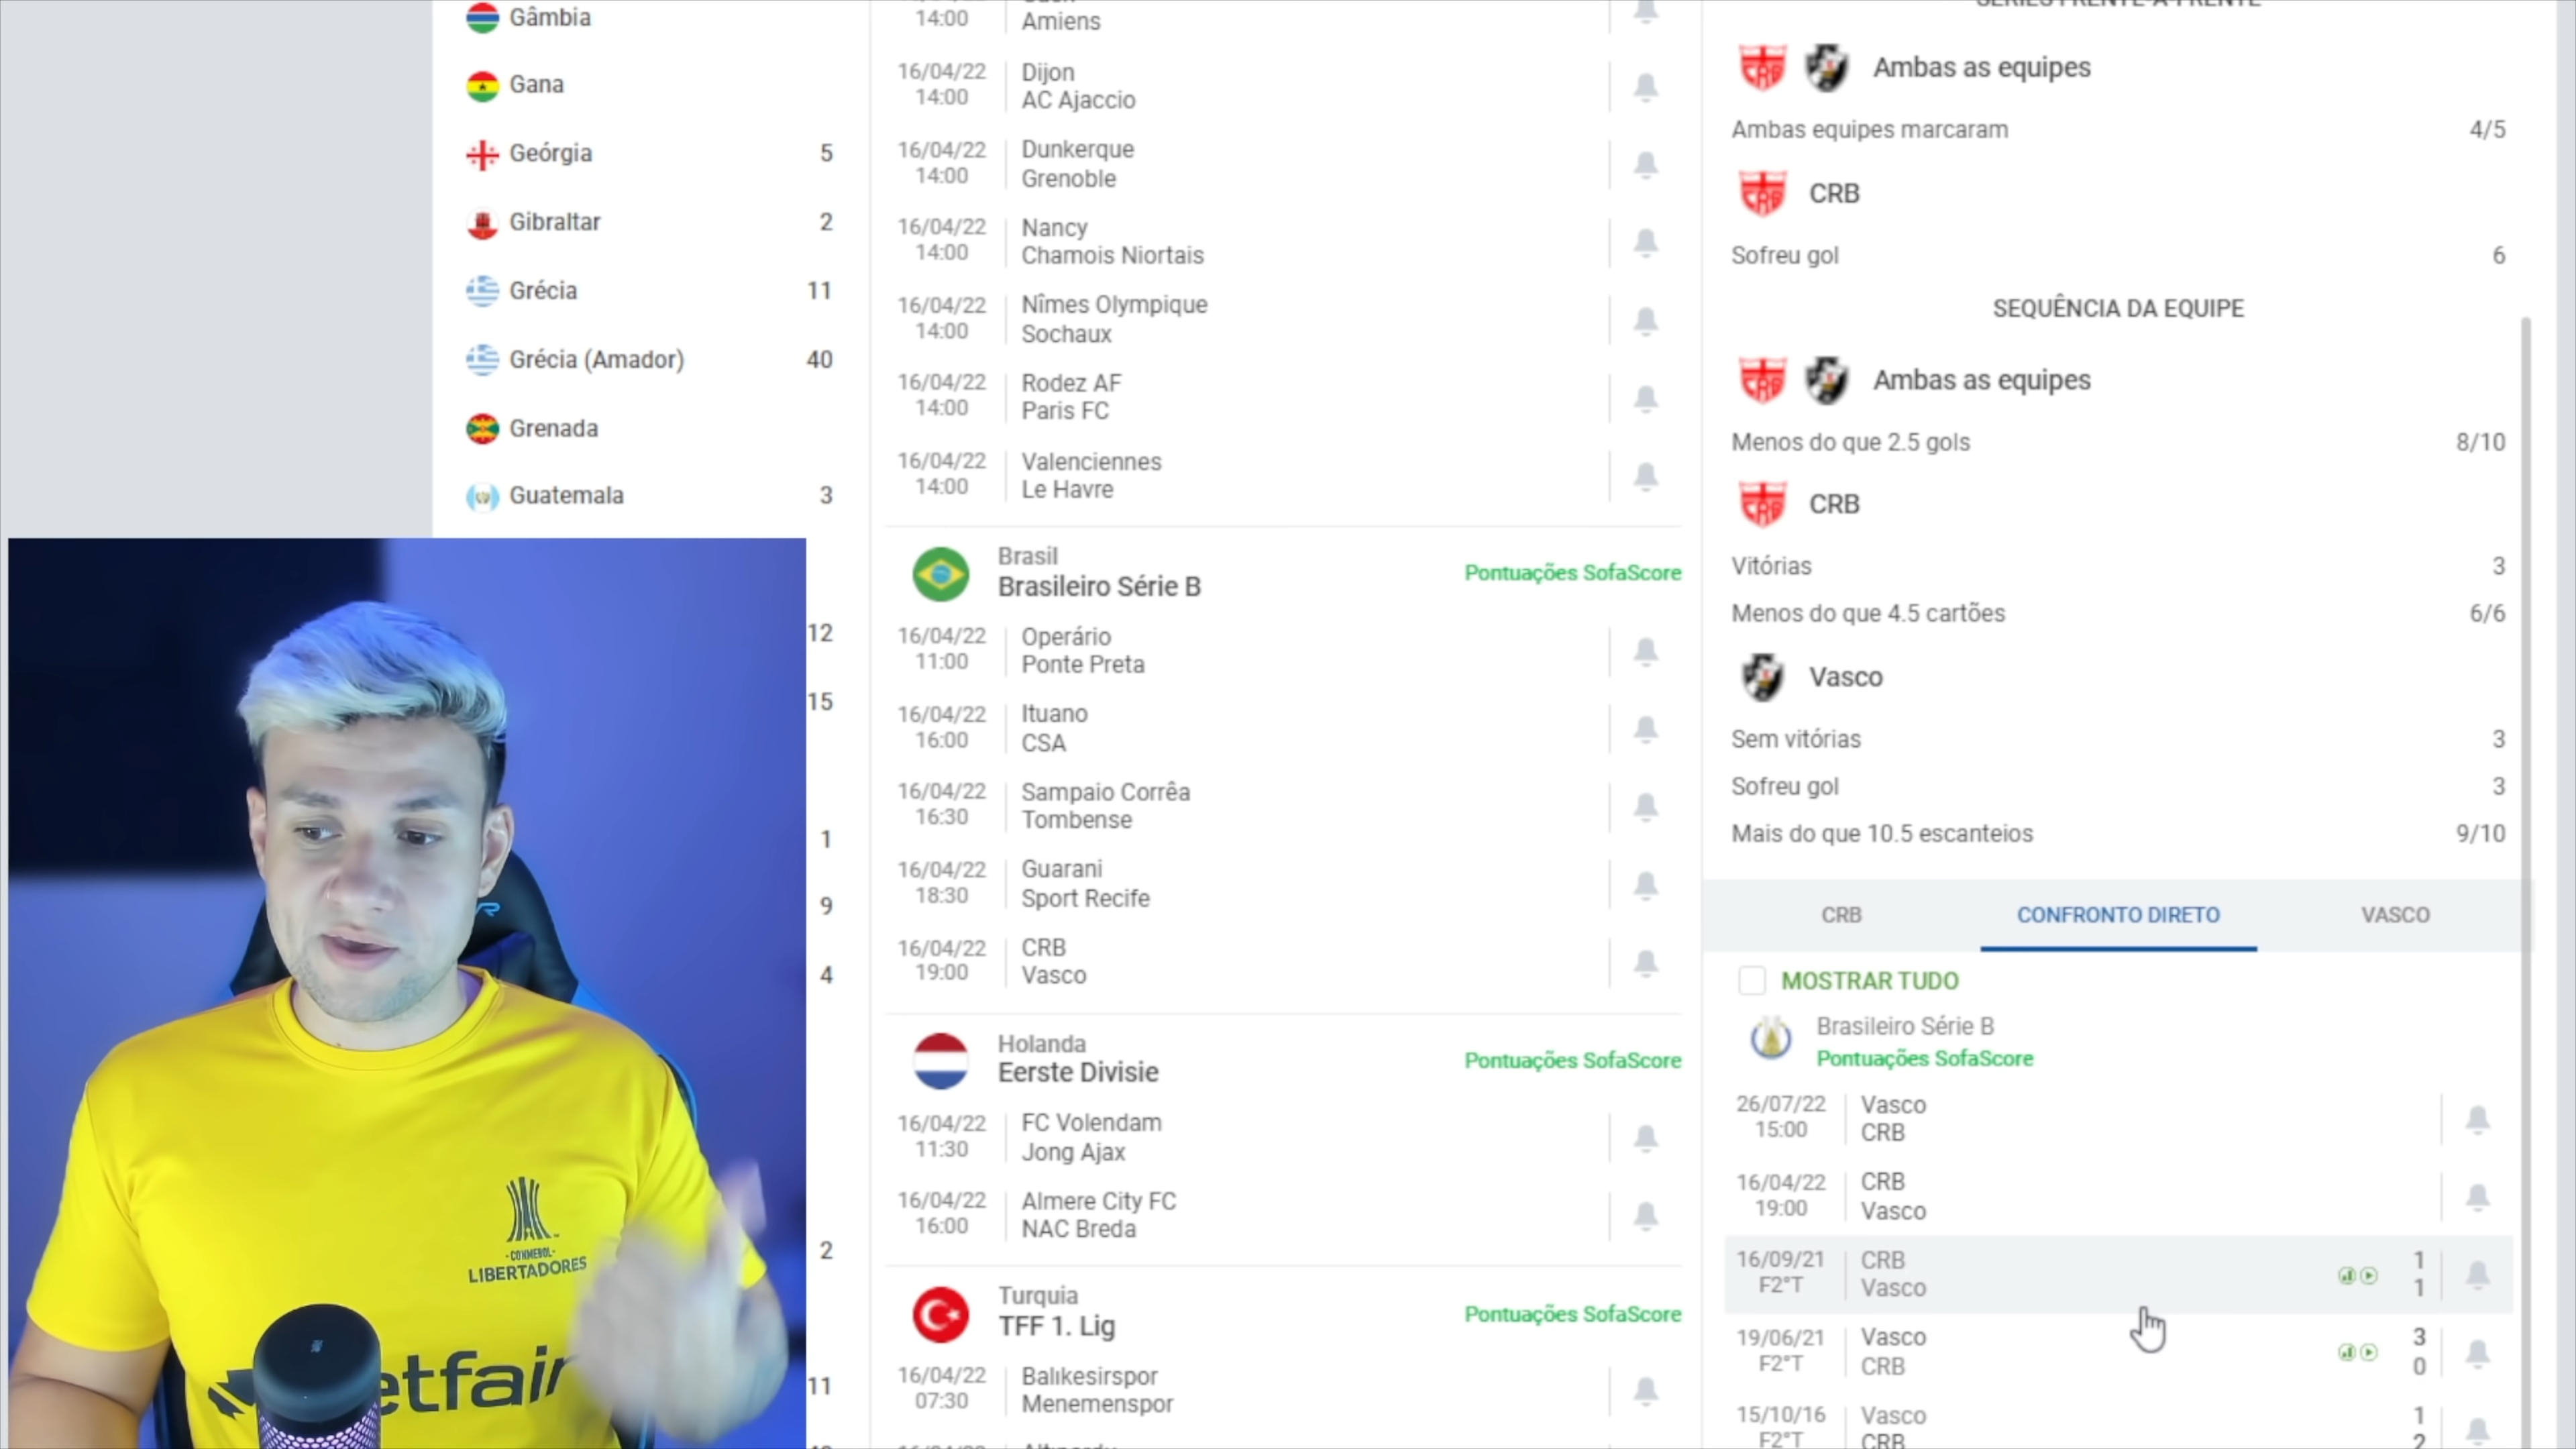 Gâmbia
Gana
Geórgia 5
Gibraltar 2
Grécia 11
Grécia (Amador) 40
Grenada
Guatemala 3
12
15
1
9
4
2
11
14:00
Amiens
16/04/22 Dijon
14:00 AC Ajaccio
16/04/22 Dunkerque
14:00 Grenoble
16/04/22 Nancy
14:00 Chamois Niortais
16/04/22 Nîmes Olympique
14:00 Sochaux
16/04/22 Rodez AF
14:00 Paris FC
16/04/22 Valenciennes
14:00 Le Havre
Brasil
Brasileiro Série B
Pontuações SofaScore
16/04/22 Operário
11:00 Ponte Preta
16/04/22 Ituano
16:00 CSA
16/04/22 Sampaio Corrêa
16:30 Tombense
16/04/22 Guarani
18:30 Sport Recife
16/04/22 CRB
19:00 Vasco
Holanda
Eerste Divisie
Pontuações SofaScore
16/04/22 FC Volendam
11:30 Jong Ajax
16/04/22 Almere City FC
16:00 NAC Breda
Turquia
TFF 1. Lig
Pontuações SofaScore
16/04/22 Balıkesirspor
07:30 Menemenspor
SÉRIES FRENTE-A-FRENTE
CRB Ambas as equipes
Ambas equipes marcaram 4/5
CRB CRB
Sofreu gol 6
SEQUÊNCIA DA EQUIPE
CRB Ambas as equipes
Menos do que 2.5 gols 8/10
CRB CRB
Vitórias 3
Menos do que 4.5 cartões 6/6
Vasco
Sem vitórias 3
Sofreu gol 3
Mais do que 10.5 escanteios 9/10
CRB CONFRONTO DIRETO VASCO
MOSTRAR TUDO
Brasileiro Série B
Pontuações SofaScore
26/07/22 Vasco
15:00 CRB
16/04/22 CRB
19:00 Vasco
16/09/21 CRB 1
F2°T Vasco 1
19/06/21 Vasco 3
F2°T CRB 0
15/10/16 Vasco 1
F2°T CRB 2
-CONMEBOL-
LIBERTADORES
etfair